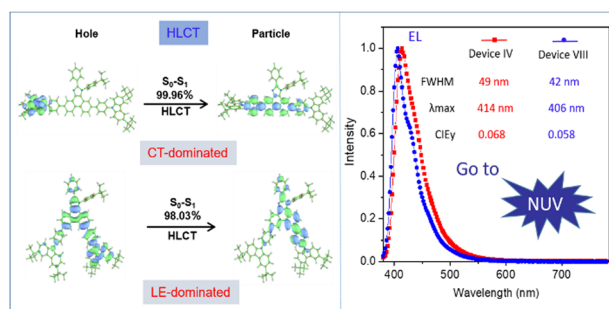 Hole
HLCT
Particle
S₀-S₁
99.96%
HLCT
CT-dominated
S₀-S₁
98.03%
HLCT
LE-dominated
EL
Device IV Device VIII
FWHM 49 nm 42 nm
λmax 414 nm 406 nm
CIEy 0.068 0.058
Go to
NUV
Intensity
1.0
0.8
0.6
0.4
0.2
0.0
400 500 600 700
Wavelength (nm)